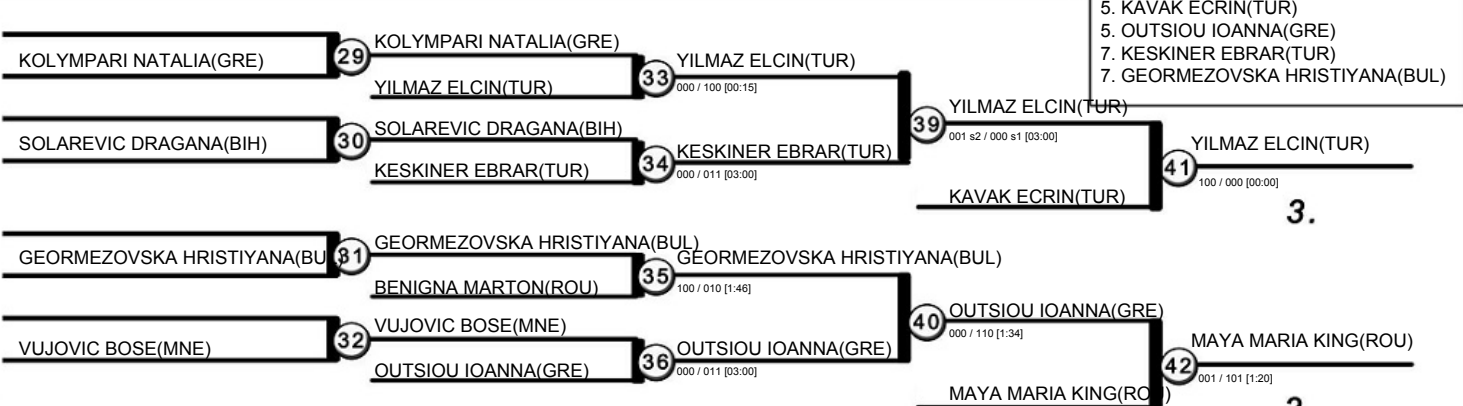 5. KAVAK ECRIN(TUR)
5. OUTSIOU IOANNA(GRE)
7. KESKINER EBRAR(TUR)
7. GEORMEZOVSKA HRISTIYANA(BUL)
KOLYMPARI NATALIA(GRE)
29
KOLYMPARI NATALIA(GRE)
YILMAZ ELCIN(TUR)
33
YILMAZ ELCIN(TUR)
000 / 100 [00:15]
SOLAREVIC DRAGANA(BIH)
30
SOLAREVIC DRAGANA(BIH)
KESKINER EBRAR(TUR)
34
KESKINER EBRAR(TUR)
000 / 011 [03:00]
39
YILMAZ ELCIN(TUR)
001 s2 / 000 s1 [03:00]
KAVAK ECRIN(TUR)
41
YILMAZ ELCIN(TUR)
100 / 000 [00:00]
3.
GEORMEZOVSKA HRISTIYANA(BU
31
GEORMEZOVSKA HRISTIYANA(BUL)
BENIGNA MARTON(ROU)
35
GEORMEZOVSKA HRISTIYANA(BUL)
100 / 010 [1:46]
VUJOVIC BOSE(MNE)
32
VUJOVIC BOSE(MNE)
OUTSIOU IOANNA(GRE)
36
OUTSIOU IOANNA(GRE)
000 / 011 [03:00]
40
OUTSIOU IOANNA(GRE)
000 / 110 [1:34]
MAYA MARIA KING(ROU)
42
MAYA MARIA KING(ROU)
001 / 101 [1:20]